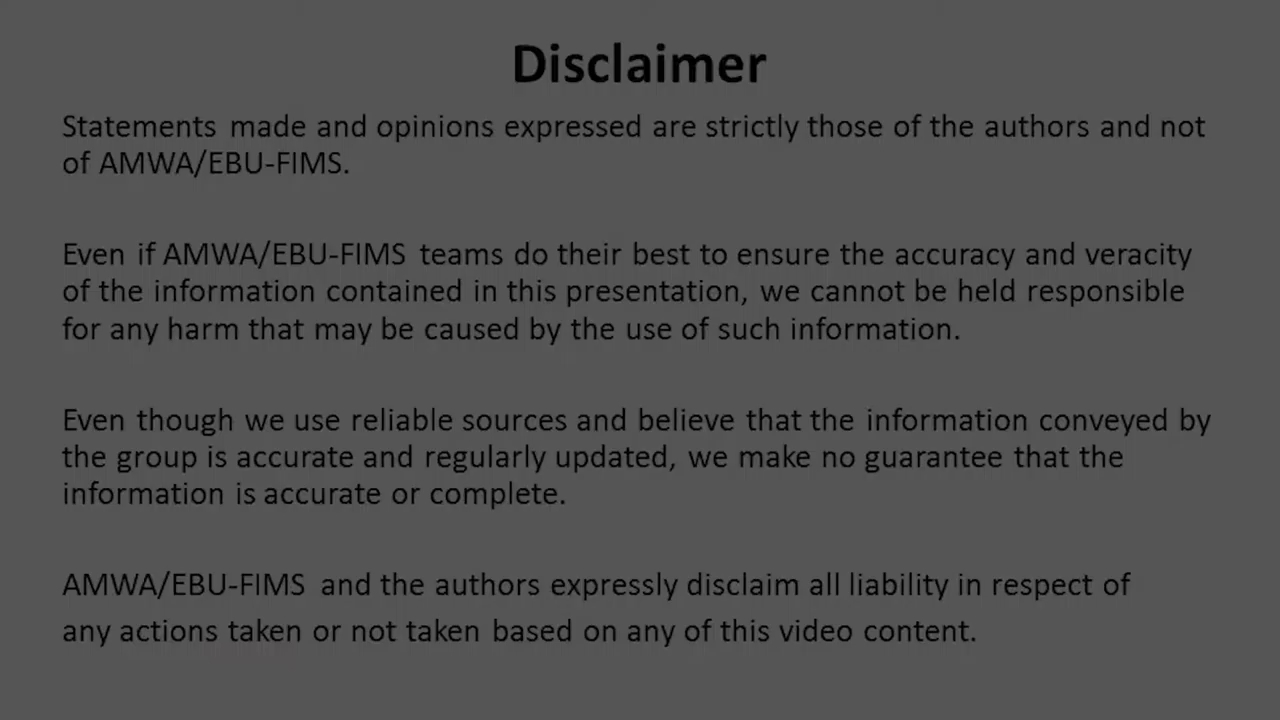 Disclaimer
Statements made and opinions expressed are strictly those of the authors and not
of AMWA/EBU-FIMS.
Even if AMWA/EBU-FIMS teams do their best to ensure the accuracy and veracity
of the information contained in this presentation, we cannot be held responsible
for any harm that may be caused by the use of such information.
Even though we use reliable sources and believe that the information conveyed by
the group is accurate and regularly updated, we make no guarantee that the
information is accurate or complete.
AMWA/EBU-FIMS and the authors expressly disclaim all liability in respect of
any actions taken or not taken based on any of this video content.